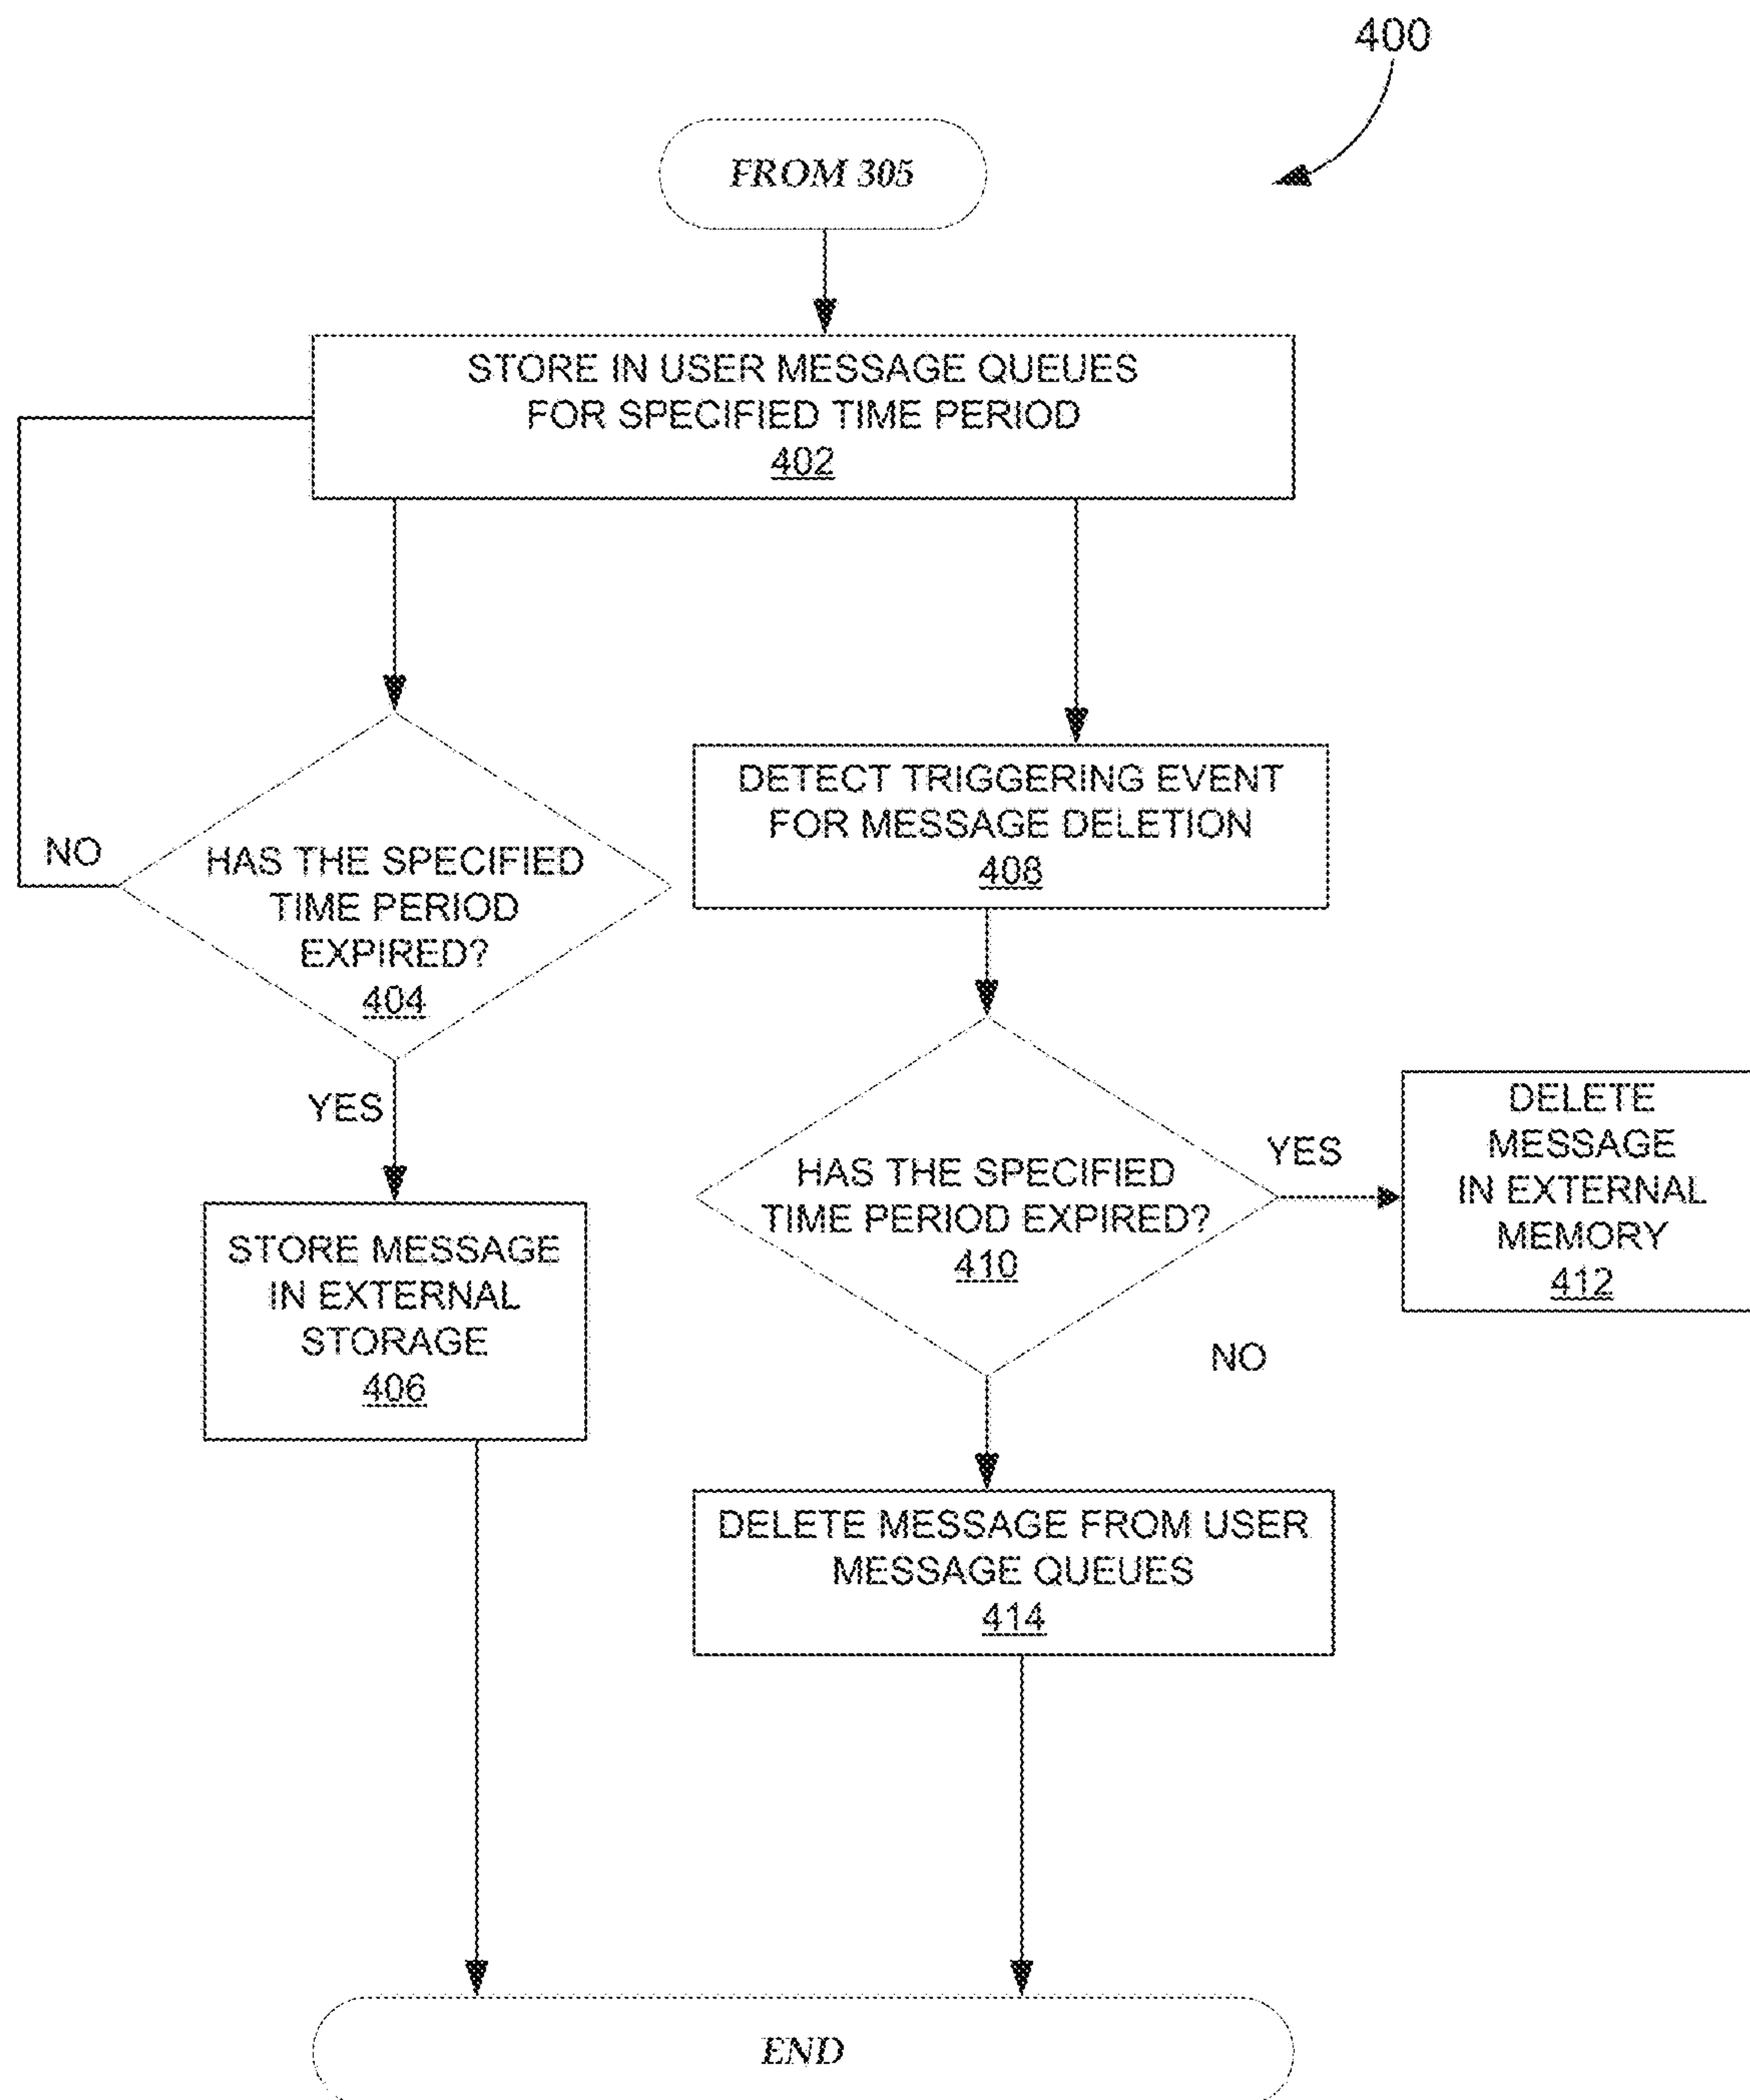 400
FROM 305
STORE IN USER MESSAGE QUEUES
FOR SPECIFIED TIME PERIOD
402
NO
HAS THE SPECIFIED
TIME PERIOD
EXPIRED?
404
YES
STORE MESSAGE
IN EXTERNAL
STORAGE
406
DETECT TRIGGERING EVENT
FOR MESSAGE DELETION
408
HAS THE SPECIFIED
TIME PERIOD EXPIRED?
410
YES
DELETE
MESSAGE
IN EXTERNAL
MEMORY
412
NO
DELETE MESSAGE FROM USER
MESSAGE QUEUES
414
END